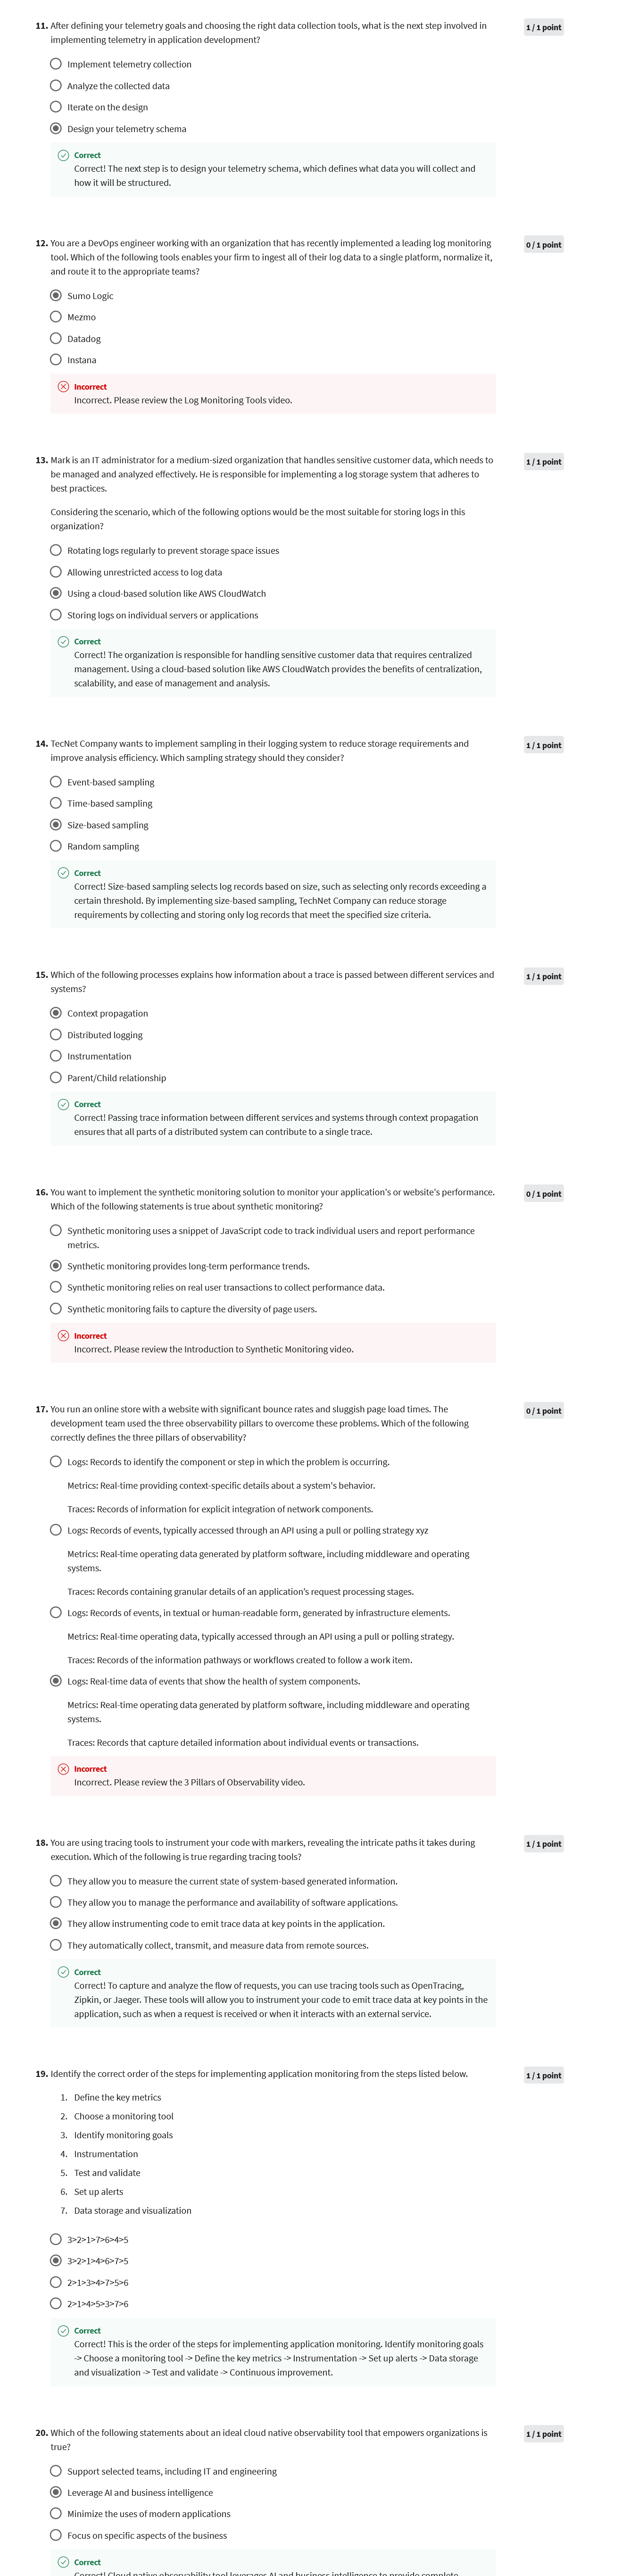 11. After defining your telemetry goals and choosing the right data collection tools, what is the next step involved in
implementing telemetry in application development?
1 / 1 point
Implement telemetry collection
Analyze the collected data
Iterate on the design
Design your telemetry schema
Correct
Correct! The next step is to design your telemetry schema, which defines what data you will collect and
how it will be structured.
12. You are a DevOps engineer working with an organization that has recently implemented a leading log monitoring
tool. Which of the following tools enables your firm to ingest all of their log data to a single platform, normalize it,
and route it to the appropriate teams?
0 / 1 point
Sumo Logic
Mezmo
Datadog
Instana
Incorrect
Incorrect. Please review the Log Monitoring Tools video.
13. Mark is an IT administrator for a medium-sized organization that handles sensitive customer data, which needs to
be managed and analyzed effectively. He is responsible for implementing a log storage system that adheres to
best practices.
1 / 1 point
Considering the scenario, which of the following options would be the most suitable for storing logs in this
organization?
Rotating logs regularly to prevent storage space issues
Allowing unrestricted access to log data
Using a cloud-based solution like AWS CloudWatch
Storing logs on individual servers or applications
Correct
Correct! The organization is responsible for handling sensitive customer data that requires centralized
management. Using a cloud-based solution like AWS CloudWatch provides the benefits of centralization,
scalability, and ease of management and analysis.
14. TecNet Company wants to implement sampling in their logging system to reduce storage requirements and
improve analysis efficiency. Which sampling strategy should they consider?
1 / 1 point
Event-based sampling
Time-based sampling
Size-based sampling
Random sampling
Correct
Correct! Size-based sampling selects log records based on size, such as selecting only records exceeding a
certain threshold. By implementing size-based sampling, TechNet Company can reduce storage
requirements by collecting and storing only log records that meet the specified size criteria.
15. Which of the following processes explains how information about a trace is passed between different services and
systems?
1 / 1 point
Context propagation
Distributed logging
Instrumentation
Parent/Child relationship
Correct
Correct! Passing trace information between different services and systems through context propagation
ensures that all parts of a distributed system can contribute to a single trace.
16. You want to implement the synthetic monitoring solution to monitor your application's or website's performance.
Which of the following statements is true about synthetic monitoring?
0 / 1 point
Synthetic monitoring uses a snippet of JavaScript code to track individual users and report performance
metrics.
Synthetic monitoring provides long-term performance trends.
Synthetic monitoring relies on real user transactions to collect performance data.
Synthetic monitoring fails to capture the diversity of page users.
Incorrect
Incorrect. Please review the Introduction to Synthetic Monitoring video.
17. You run an online store with a website with significant bounce rates and sluggish page load times. The
development team used the three observability pillars to overcome these problems. Which of the following
correctly defines the three pillars of observability?
0 / 1 point
Logs: Records to identify the component or step in which the problem is occurring.
Metrics: Real-time providing context-specific details about a system's behavior.
Traces: Records of information for explicit integration of network components.
Logs: Records of events, typically accessed through an API using a pull or polling strategy xyz
Metrics: Real-time operating data generated by platform software, including middleware and operating
systems.
Traces: Records containing granular details of an application's request processing stages.
Logs: Records of events, in textual or human-readable form, generated by infrastructure elements.
Metrics: Real-time operating data, typically accessed through an API using a pull or polling strategy.
Traces: Records of the information pathways or workflows created to follow a work item.
Logs: Real-time data of events that show the health of system components.
Metrics: Real-time operating data generated by platform software, including middleware and operating
systems.
Traces: Records that capture detailed information about individual events or transactions.
Incorrect
Incorrect. Please review the 3 Pillars of Observability video.
18. You are using tracing tools to instrument your code with markers, revealing the intricate paths it takes during
execution. Which of the following is true regarding tracing tools?
1 / 1 point
They allow you to measure the current state of system-based generated information.
They allow you to manage the performance and availability of software applications.
They allow instrumenting code to emit trace data at key points in the application.
They automatically collect, transmit, and measure data from remote sources.
Correct
Correct! To capture and analyze the flow of requests, you can use tracing tools such as OpenTracing,
Zipkin, or Jaeger. These tools will allow you to instrument your code to emit trace data at key points in the
application, such as when a request is received or when it interacts with an external service.
19. Identify the correct order of the steps for implementing application monitoring from the steps listed below.
1 / 1 point
1. Define the key metrics
2. Choose a monitoring tool
3. Identify monitoring goals
4. Instrumentation
5. Test and validate
6. Set up alerts
7. Data storage and visualization
3>2>1>7>6>4>5
3>2>1>4>6>7>5
2>1>3>4>7>5>6
2>1>4>5>3>7>6
Correct
Correct! This is the order of the steps for implementing application monitoring. Identify monitoring goals
-> Choose a monitoring tool -> Define the key metrics -> Instrumentation -> Set up alerts -> Data storage
and visualization -> Test and validate -> Continuous improvement.
20. Which of the following statements about an ideal cloud native observability tool that empowers organizations is
true?
1 / 1 point
Support selected teams, including IT and engineering
Leverage AI and business intelligence
Minimize the uses of modern applications
Focus on specific aspects of the business
Correct
Correct! Cloud native observability tool leverages AI and business intelligence to provide complete